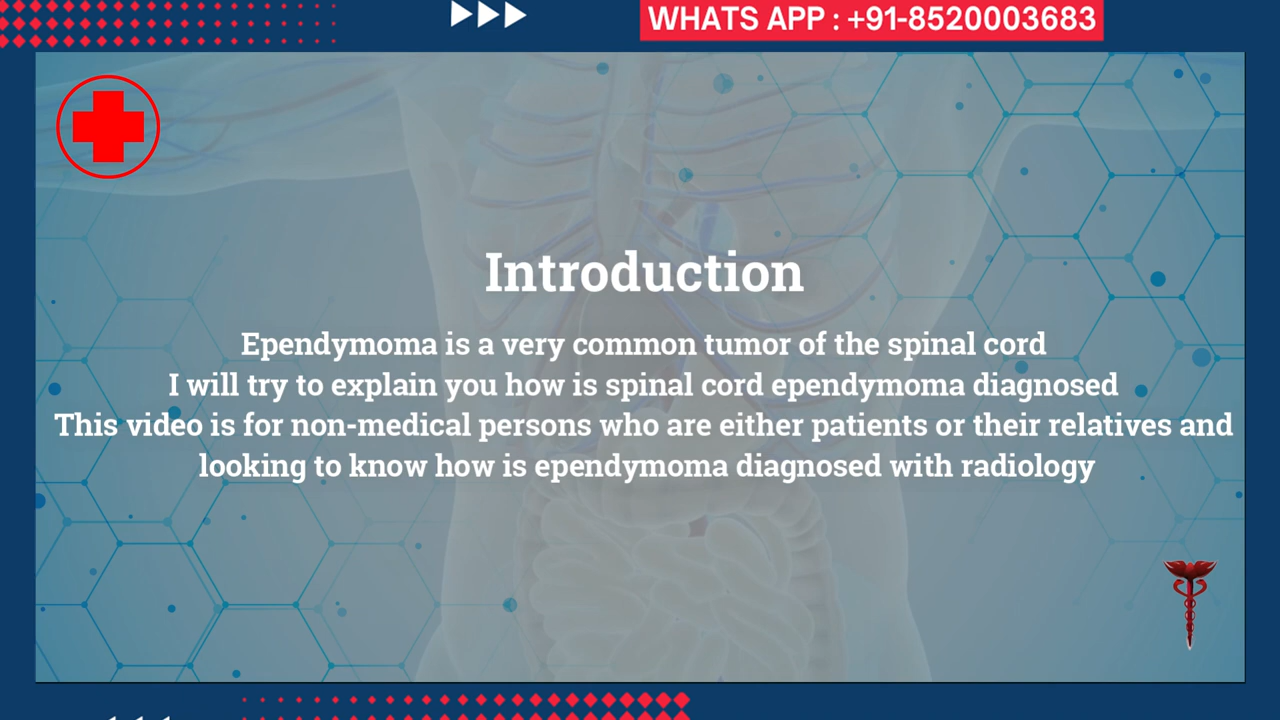 WHATS APP : +91-8520003683
Introduction
Ependymoma is a very common tumor of the spinal cord
I will try to explain you how is spinal cord ependymoma diagnosed
This video is for non-medical persons who are either patients or their relatives and
looking to know how is ependymoma diagnosed with radiology